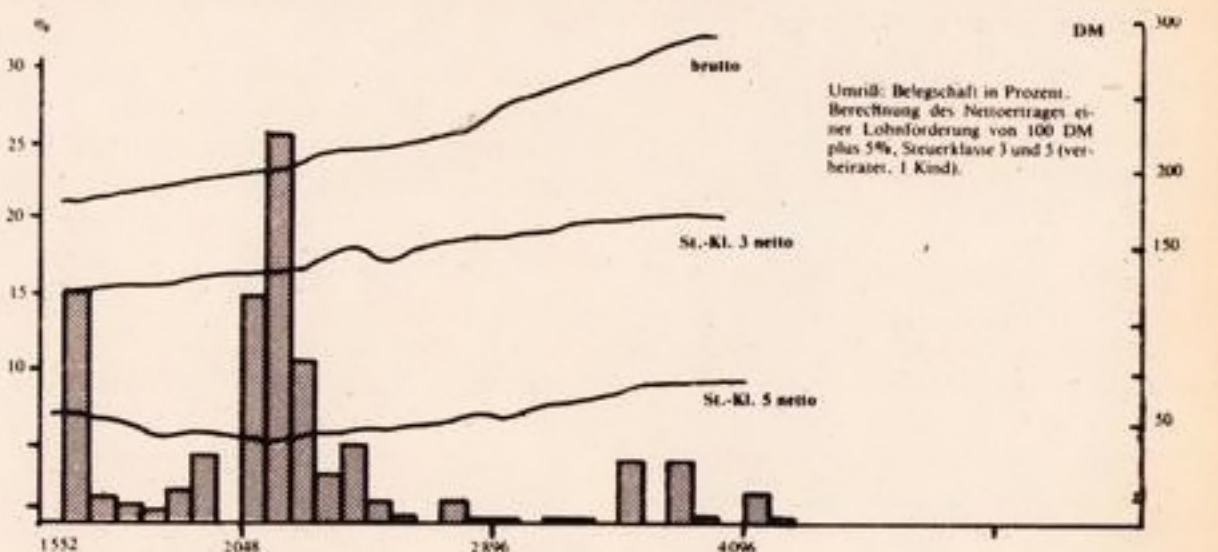 %
DM
300
30
brutto
Umriß: Belegschaft in Prozent.
Berechnung des Nettoertrages ei-
ner Lohnforderung von 100 DM
plus 5%, Steuerklasse 3 und 5 (ver-
heiratet, 1 Kind).
25
200
20
St.-Kl. 3 netto
150
15
10
St.-Kl. 5 netto
50
1552
2048
2896
4096